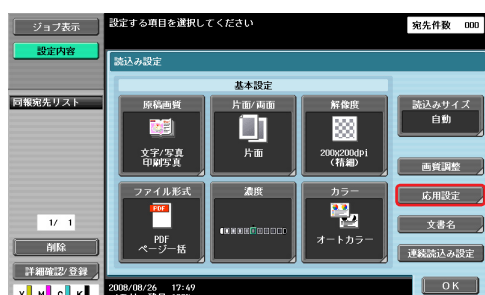 ジョブ表示
設定する項目を選択してください
宛先件数 000
設定内容
読込み設定
基本設定
同報宛先リスト
原稿画質
片面/両面
解像度
読込みサイズ
自動
文字/写真
印刷写真
片面
200x200dpi
(精細)
画質調整
ファイル形式
濃度
カラー
応用設定
PDF
PDF
ページ一括
オートカラー
文書名
1/ 1
削除
連続読込み設定
詳細確認/登録
2008/08/26 17:49
OK
Y M C K